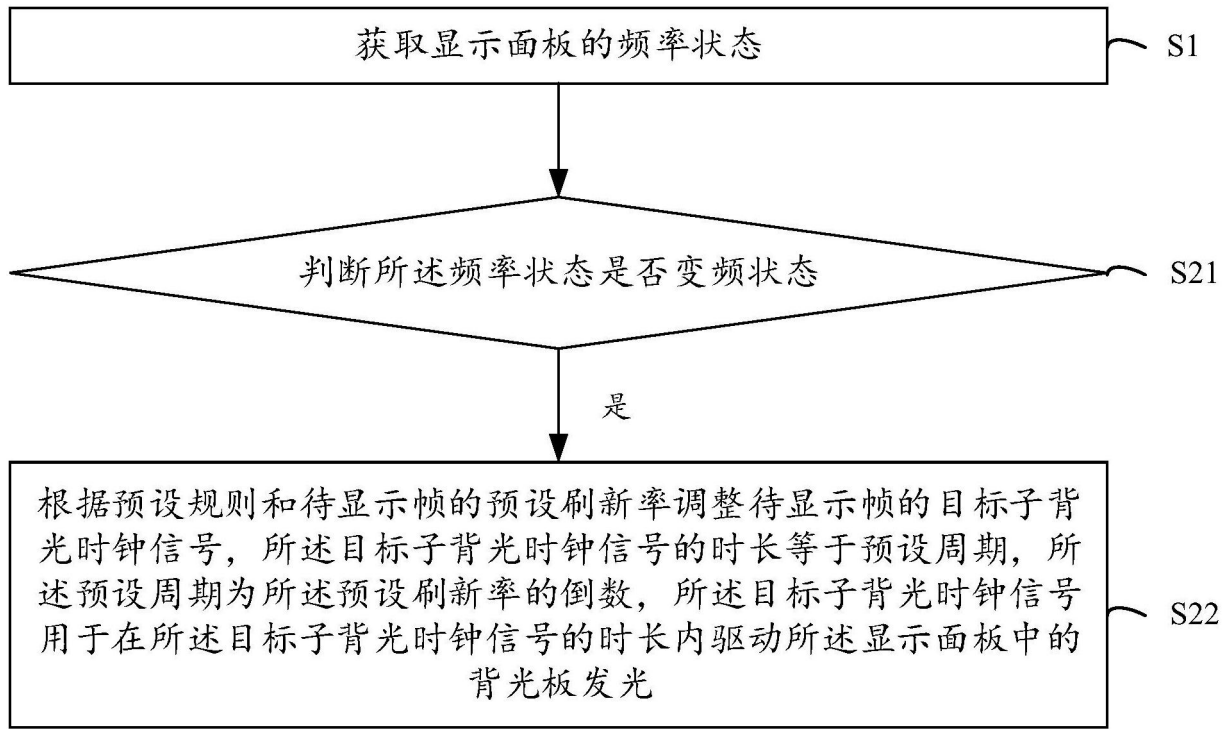 获取显示面板的频率状态
S1
判断所述频率状态是否变频状态
S21
是
根据预设规则和待显示帧的预设刷新率调整待显示帧的目标子背
光时钟信号，所述目标子背光时钟信号的时长等于预设周期，所
述预设周期为所述预设刷新率的倒数，所述目标子背光时钟信号
用于在所述目标子背光时钟信号的时长内驱动所述显示面板中的
背光板发光
S22